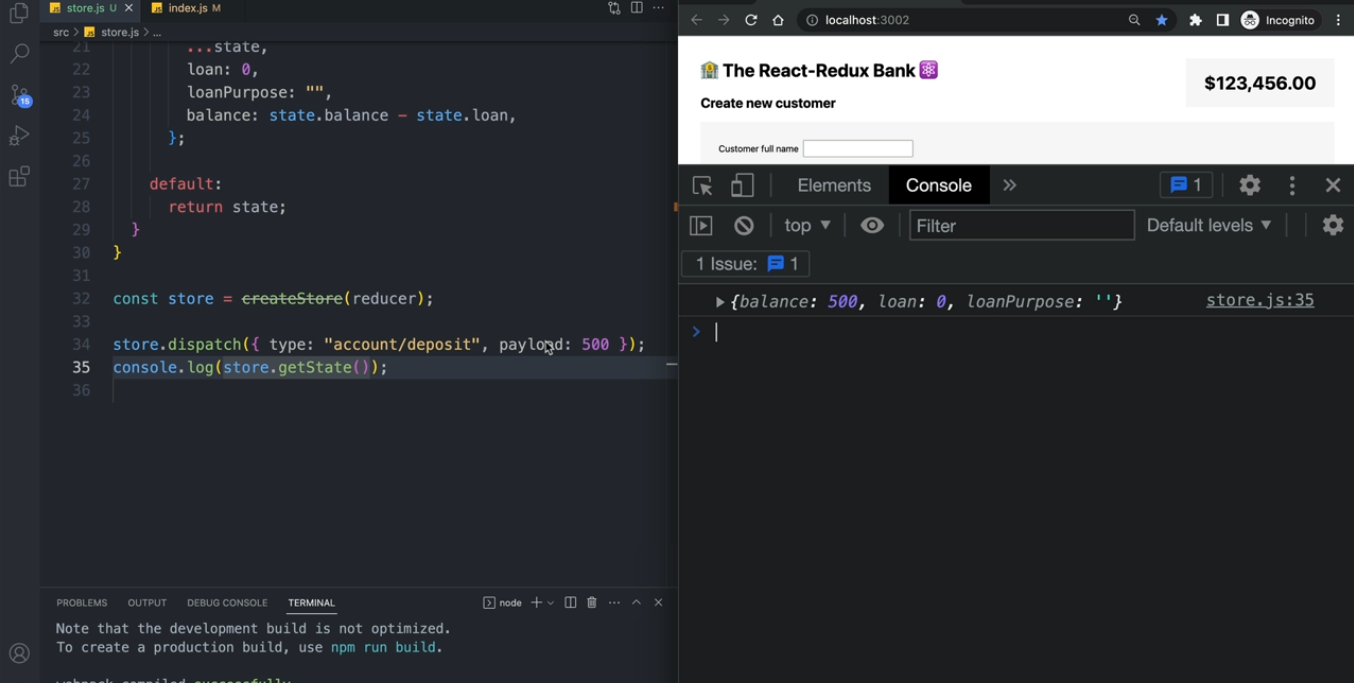 store.js U
index.js M
src > store.js > ...
21 ...state,
22 loan: 0,
23 loanPurpose: "",
24 balance: state.balance - state.loan,
25 };
26
27 default:
28 return state;
29 }
30 }
31
32 const store = createStore(reducer);
33
34 store.dispatch({ type: "account/deposit", payload: 500 });
35 console.log(store.getState());
36
15
PROBLEMS OUTPUT DEBUG CONSOLE TERMINAL
node
Note that the development build is not optimized.
To create a production build, use npm run build.
webpack compiled successfully
localhost:3002
Incognito
The React-Redux Bank
$123,456.00
Create new customer
Customer full name
Elements Console
1
top
Filter
Default levels
1 Issue: 1
{balance: 500, loan: 0, loanPurpose: ''}
store.js:35